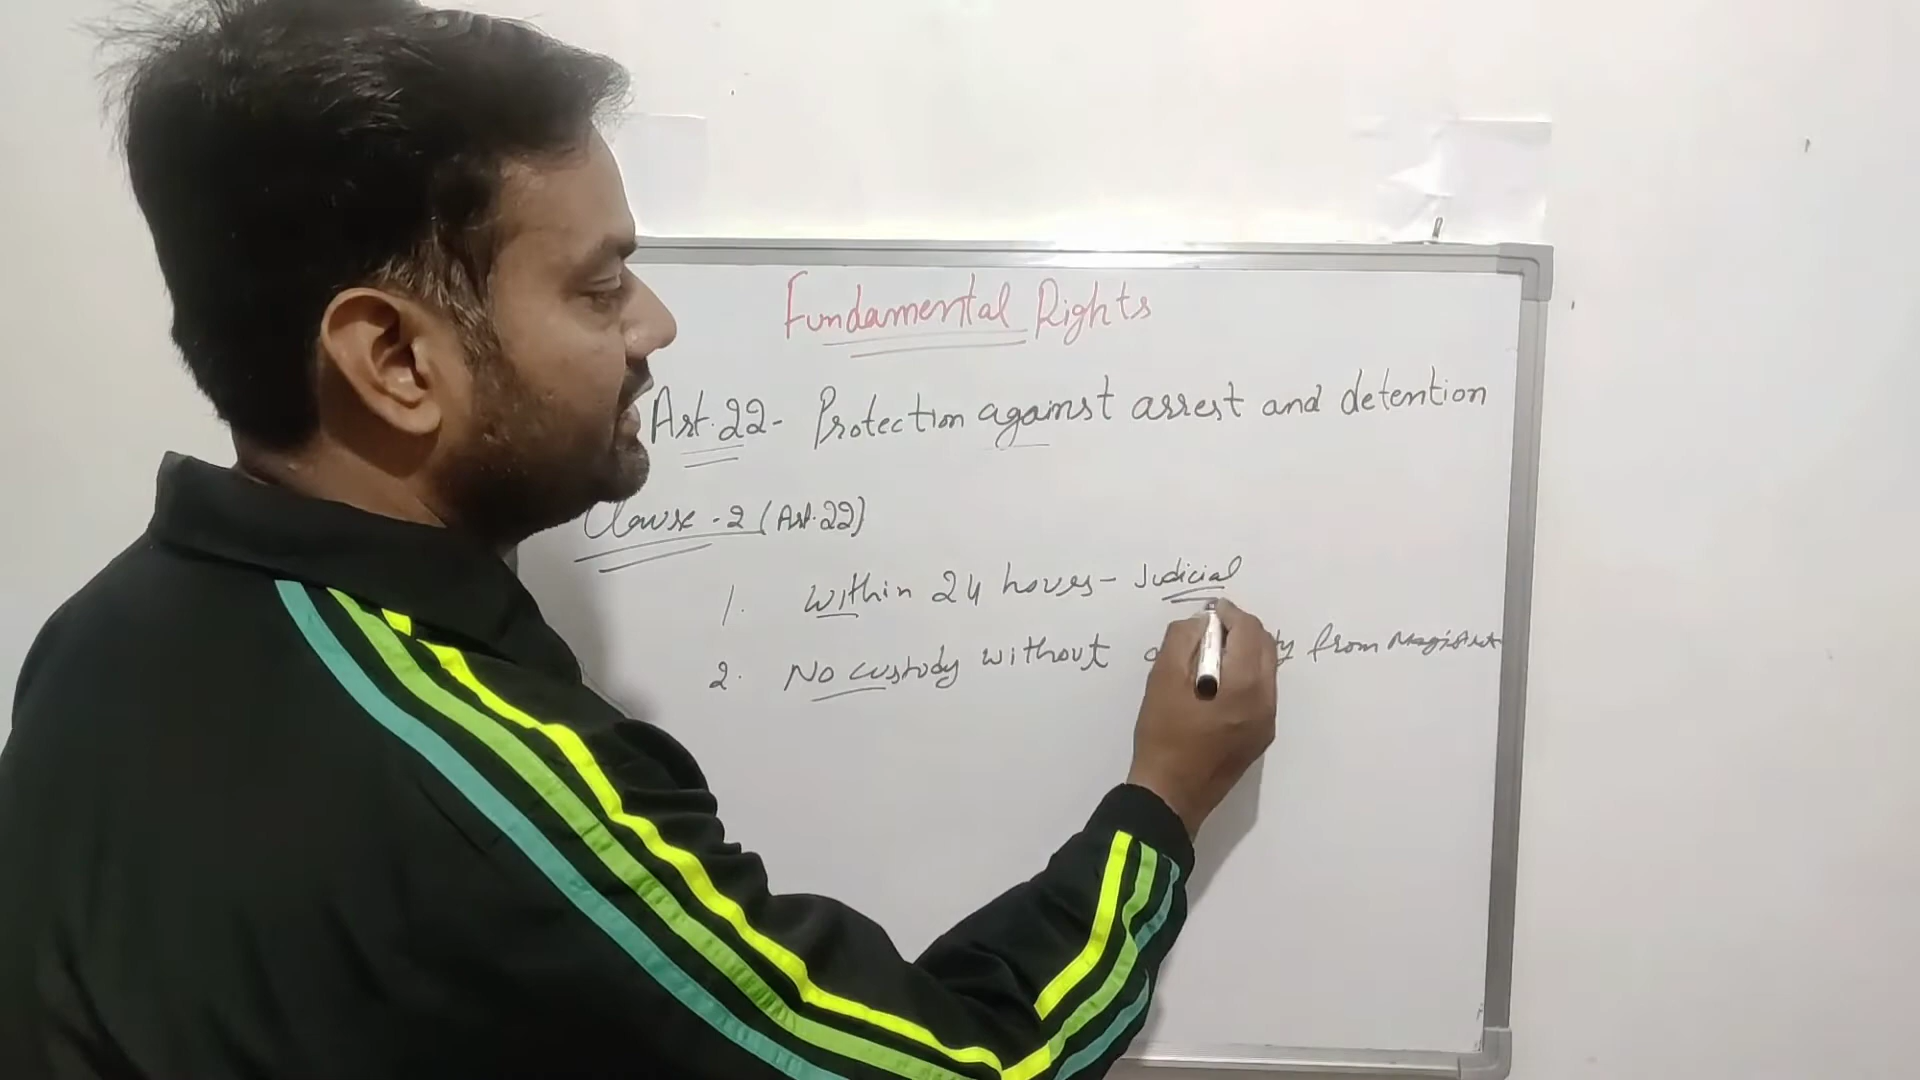 Fundamental Rights
Art. 22- Protection against arrest and detention
Clause - 2 (Art. 22)
1. Within 24 hours - Judicial
2. No custody without from Magistrate